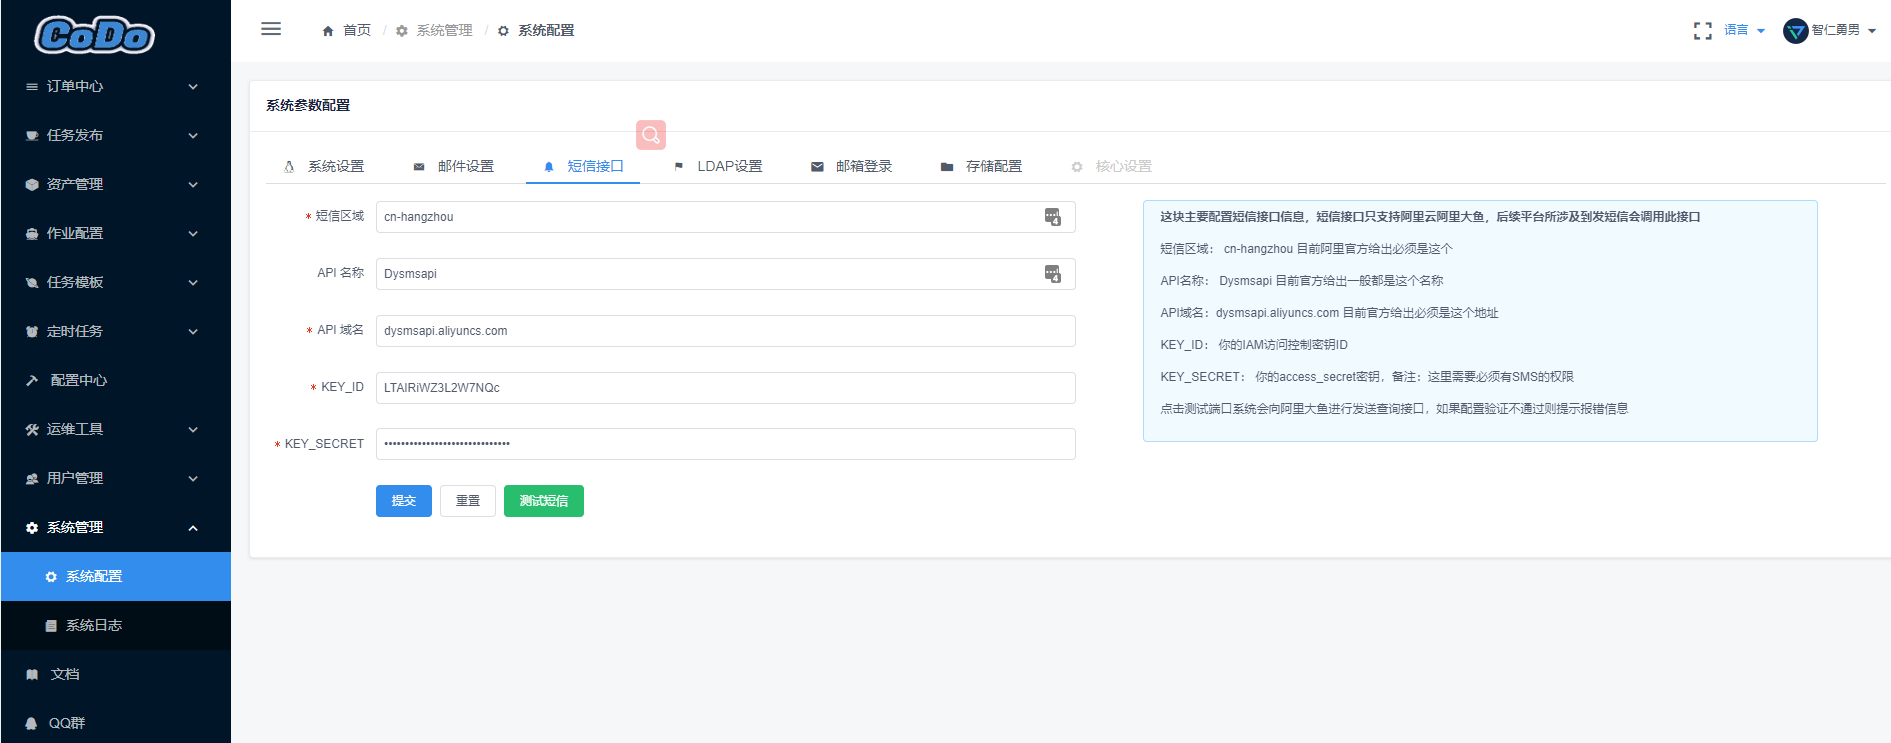 CoDo
订单中心
任务发布
资产管理
作业配置
任务模板
定时任务
配置中心
运维工具
用户管理
系统管理
系统配置
系统日志
文档
QQ群
首页 / 系统管理 / 系统配置
语言
智仁勇男
系统参数配置
系统设置 邮件设置 短信接口 LDAP设置 邮箱登录 存储配置 核心设置
* 短信区域 cn-hangzhou
API 名称 Dysmsapi
* API 域名 dysmsapi.aliyuncs.com
* KEY_ID LTAIRiWZ3L2W7NQc
* KEY_SECRET ••••••••••••••••••••••••••••••
提交 重置 测试短信
这块主要配置短信接口信息，短信接口只支持阿里云阿里大鱼，后续平台所涉及到发短信会调用此接口
短信区域： cn-hangzhou 目前阿里官方给出必须是这个
API名称： Dysmsapi 目前官方给出一般都是这个名称
API域名：dysmsapi.aliyuncs.com 目前官方给出必须是这个地址
KEY_ID： 你的IAM访问控制密钥ID
KEY_SECRET： 你的access_secret密钥，备注：这里需要必须有SMS的权限
点击测试端口系统会向阿里大鱼进行发送查询接口，如果配置验证不通过则提示报错信息